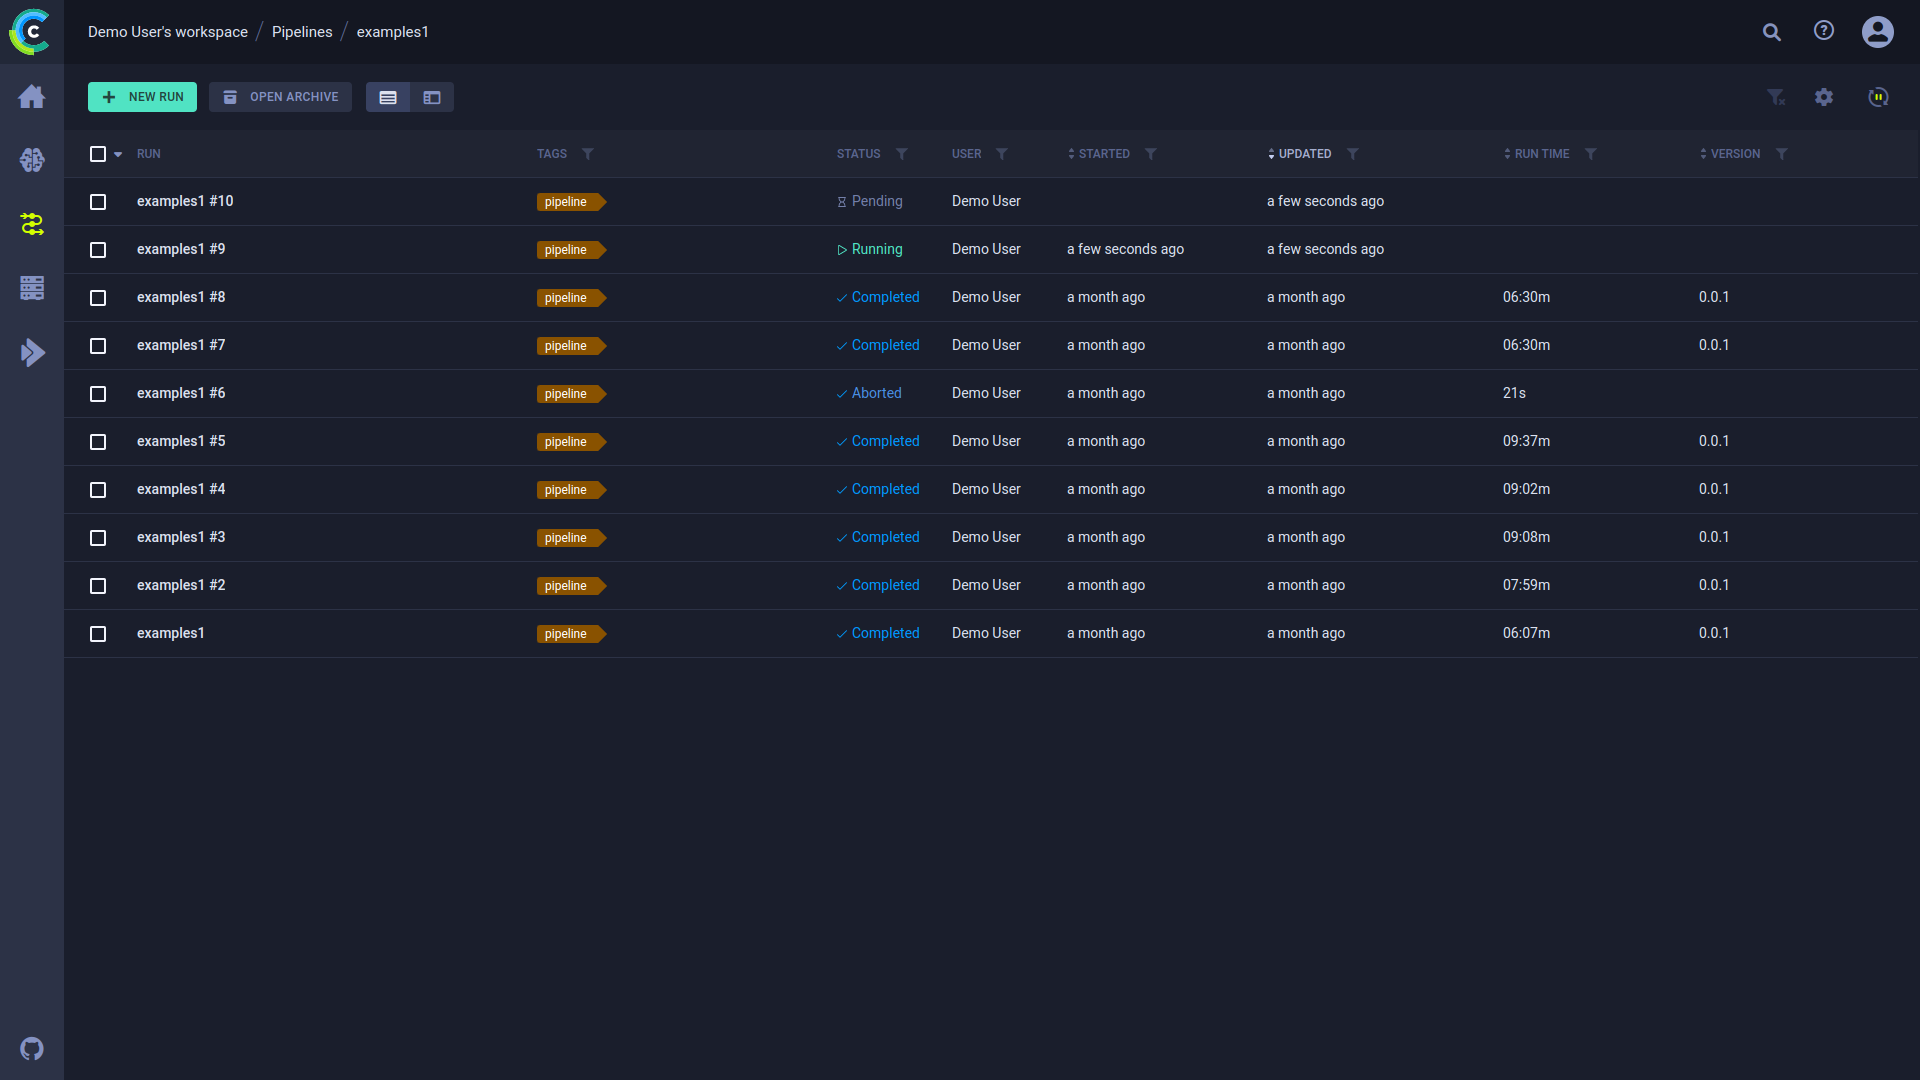 Demo User's workspace / Pipelines / examples1
NEW RUN OPEN ARCHIVE
RUN TAGS STATUS USER STARTED UPDATED RUN TIME VERSION
examples1 #10 pipeline Pending Demo User a few seconds ago
examples1 #9 pipeline Running Demo User a few seconds ago a few seconds ago
examples1 #8 pipeline Completed Demo User a month ago a month ago 06:30m 0.0.1
examples1 #7 pipeline Completed Demo User a month ago a month ago 06:30m 0.0.1
examples1 #6 pipeline Aborted Demo User a month ago a month ago 21s
examples1 #5 pipeline Completed Demo User a month ago a month ago 09:37m 0.0.1
examples1 #4 pipeline Completed Demo User a month ago a month ago 09:02m 0.0.1
examples1 #3 pipeline Completed Demo User a month ago a month ago 09:08m 0.0.1
examples1 #2 pipeline Completed Demo User a month ago a month ago 07:59m 0.0.1
examples1 pipeline Completed Demo User a month ago a month ago 06:07m 0.0.1